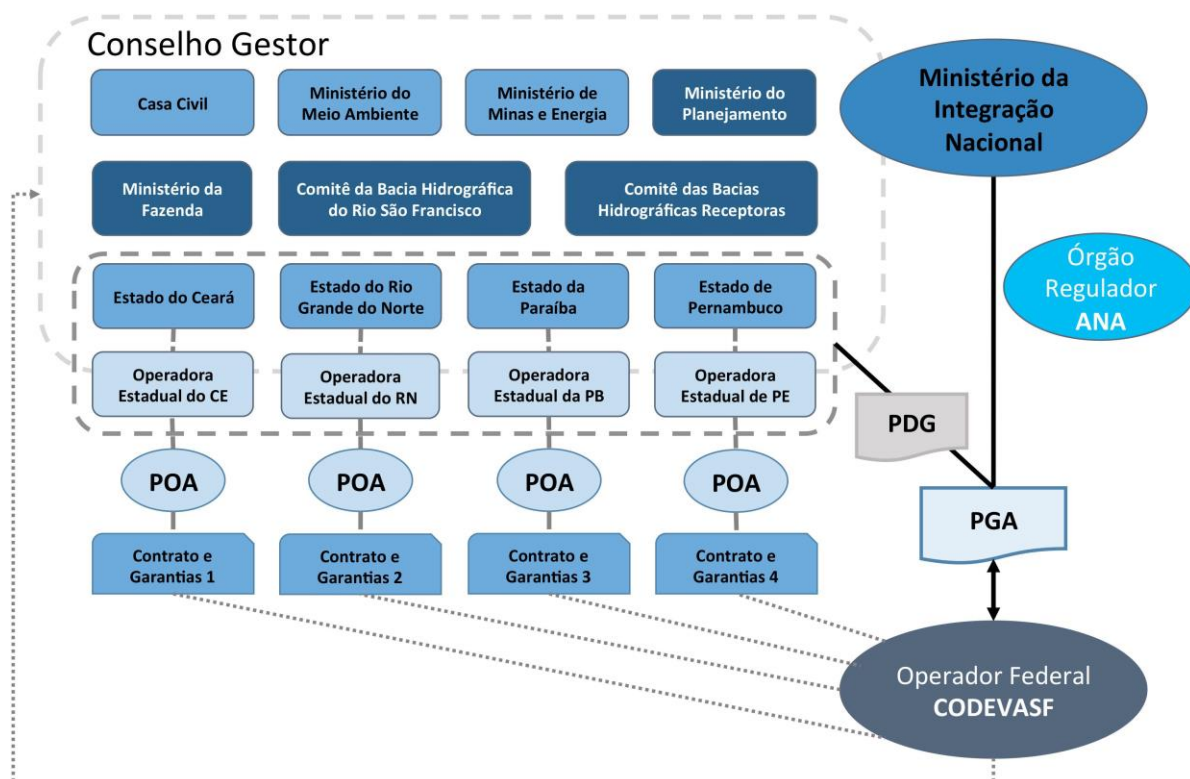 Conselho Gestor
Casa Civil
Ministério do
Meio Ambiente
Ministério de
Minas e Energia
Ministério do
Planejamento
Ministério da
Integração
Nacional
Ministério da
Fazenda
Comitê da Bacia Hidrográfica
do Rio São Francisco
Comitê das Bacias
Hidrográficas Receptoras
Órgão
Regulador
ANA
Estado do Ceará
Estado do Rio
Grande do Norte
Estado da
Paraíba
Estado de
Pernambuco
Operadora
Estadual do CE
Operadora
Estadual do RN
Operadora
Estadual da PB
Operadora
Estadual de PE
PDG
POA
POA
POA
POA
PGA
Contrato e
Garantias 1
Contrato e
Garantias 2
Contrato e
Garantias 3
Contrato e
Garantias 4
Operador Federal
CODEVASF